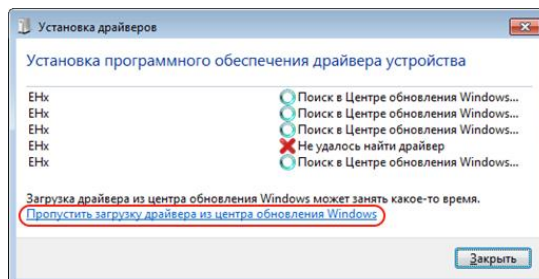 Установка драйверов
Установка программного обеспечения драйвера устройства
EHx Поиск в Центре обновления Windows...
EHx Поиск в Центре обновления Windows...
EHx Поиск в Центре обновления Windows...
EHx Не удалось найти драйвер
EHx Поиск в Центре обновления Windows...
Загрузка драйвера из центра обновления Windows может занять какое-то время.
Пропустить загрузку драйвера из центра обновления Windows
Закрыть